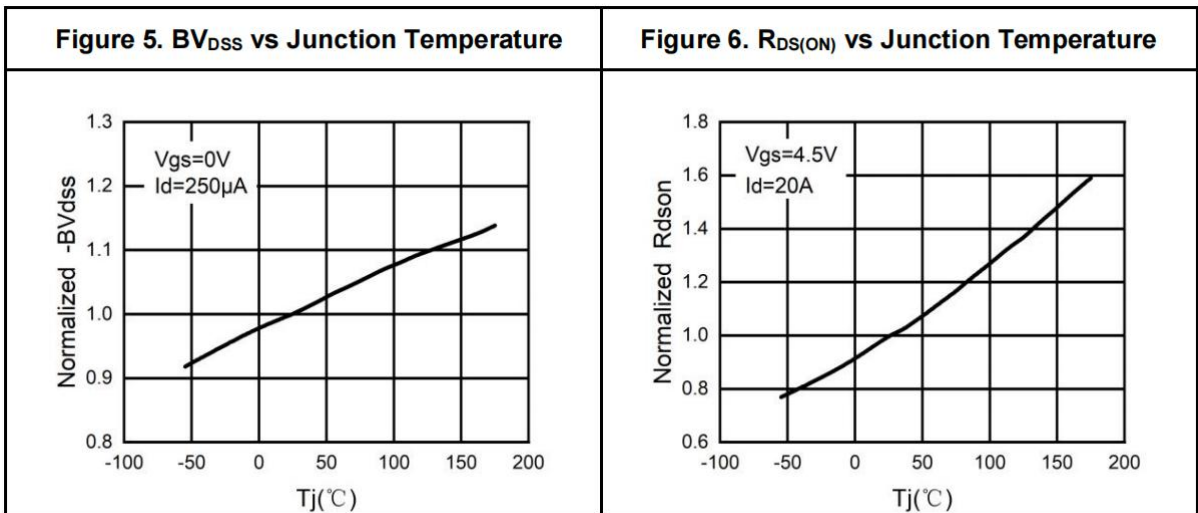 Figure 5. BVDSS vs Junction Temperature
Figure 6. RDS(ON) vs Junction Temperature
Normalized -BVdss
1.3
1.2
1.1
1.0
0.9
0.8
Vgs=0V
Id=250μA
-100 -50 0 50 100 150 200
Tj(℃)
Normalized Rdson
1.8
1.6
1.4
1.2
1.0
0.8
0.6
Vgs=4.5V
Id=20A
-100 -50 0 50 100 150 200
Tj(℃)